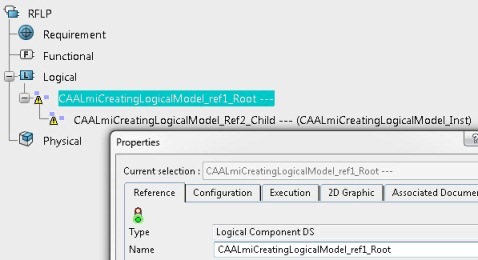 RFLP
Requirement
F Functional
L Logical
CAALmiCreatingLogicalModel_ref1_Root ---
CAALmiCreatingLogicalModel_Ref2_Child --- (CAALmiCreatingLogicalModel_Inst)
Physical
Properties
Current selection : CAALmiCreatingLogicalModel_ref1_Root ---
Reference Configuration Execution 2D Graphic Associated Docume
Type Logical Component DS
Name CAALmiCreatingLogicalModel_ref1_Root